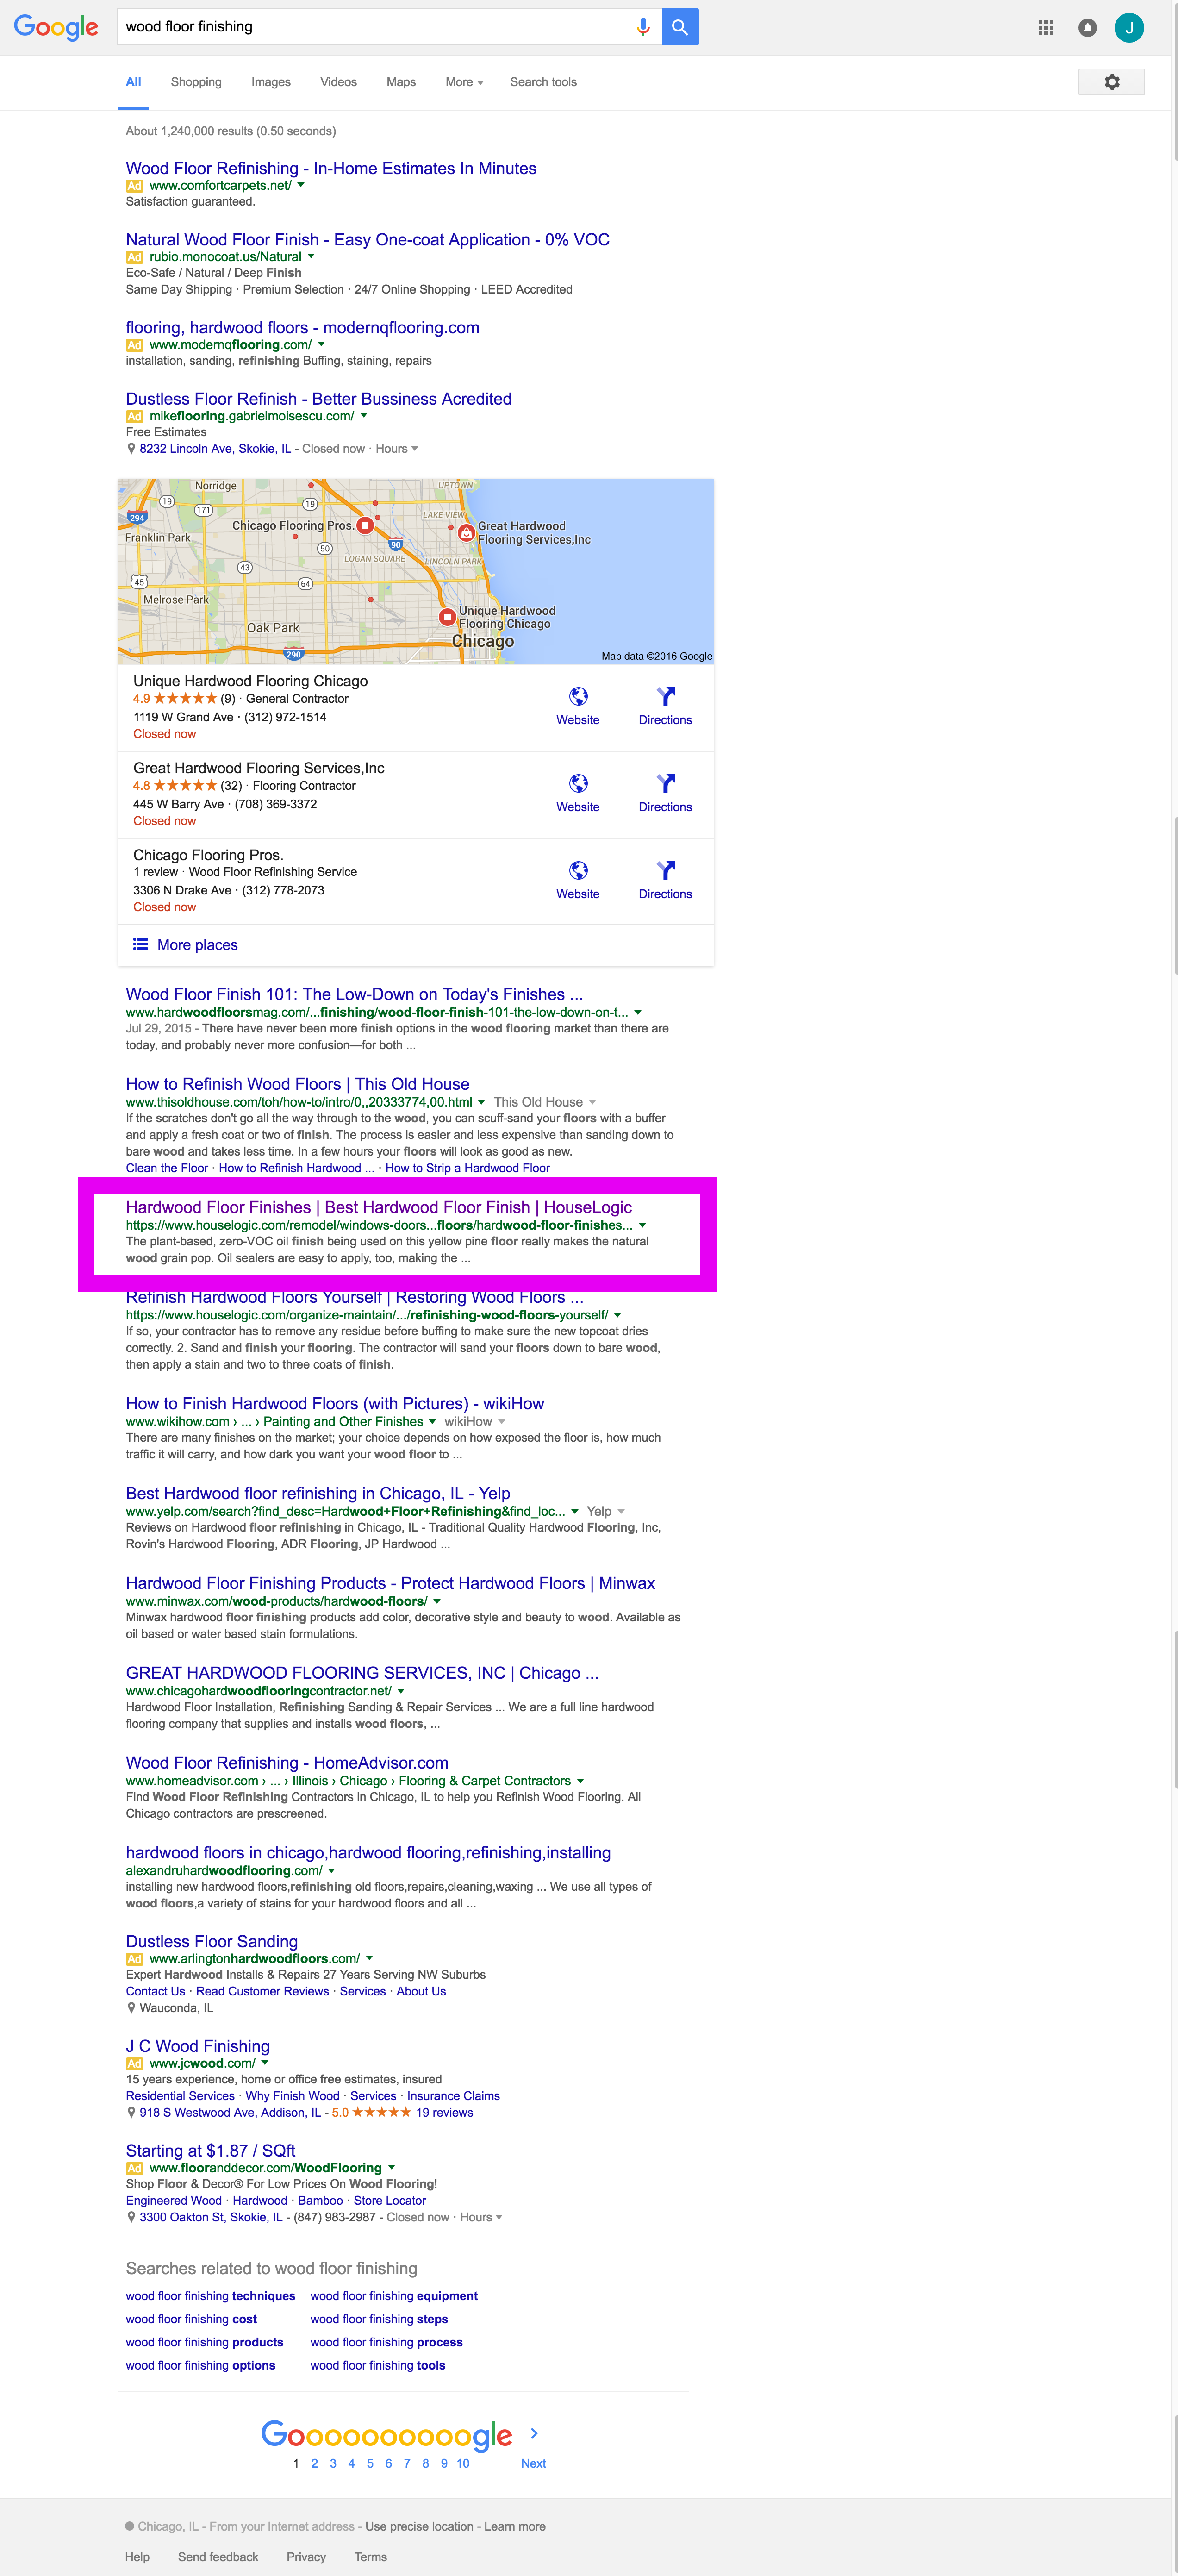 Google
wood floor finishing
J
All Shopping Images Videos Maps More Search tools
About 1,240,000 results (0.50 seconds)
Wood Floor Refinishing - In-Home Estimates In Minutes
Ad www.comfortcarpets.net/
Satisfaction guaranteed.
Natural Wood Floor Finish - Easy One-coat Application - 0% VOC
Ad rubio.monocoat.us/Natural
Eco-Safe / Natural / Deep Finish
Same Day Shipping · Premium Selection · 24/7 Online Shopping · LEED Accredited
flooring, hardwood floors - modernqflooring.com
Ad www.modernqflooring.com/
installation, sanding, refinishing Buffing, staining, repairs
Dustless Floor Refinish - Better Bussiness Acredited
Ad mikeflooring.gabrielmoisescu.com/
Free Estimates
8232 Lincoln Ave, Skokie, IL - Closed now · Hours
Norridge
UPTOWN
19
171
19
294
Chicago Flooring Pros.
LAKE VIEW
Great Hardwood
Flooring Services,Inc
Franklin Park
50
90
LOGAN SQUARE
LINCOLN PARK
43
45
64
Melrose Park
Unique Hardwood
Flooring Chicago
Oak Park
Chicago
290
Map data ©2016 Google
Unique Hardwood Flooring Chicago
4.9 ★★★★★ (9) · General Contractor
1119 W Grand Ave · (312) 972-1514
Closed now
Website Directions
Great Hardwood Flooring Services,Inc
4.8 ★★★★★ (32) · Flooring Contractor
445 W Barry Ave · (708) 369-3372
Closed now
Website Directions
Chicago Flooring Pros.
1 review · Wood Floor Refinishing Service
3306 N Drake Ave · (312) 778-2073
Closed now
Website Directions
More places
Wood Floor Finish 101: The Low-Down on Today's Finishes ...
www.hardwoodfloorsmag.com/...finishing/wood-floor-finish-101-the-low-down-on-t...
Jul 29, 2015 - There have never been more finish options in the wood flooring market than there are
today, and probably never more confusion—for both ...
How to Refinish Wood Floors | This Old House
www.thisoldhouse.com/toh/how-to/intro/0,,20333774,00.html This Old House
If the scratches don't go all the way through to the wood, you can scuff-sand your floors with a buffer
and apply a fresh coat or two of finish. The process is easier and less expensive than sanding down to
bare wood and takes less time. In a few hours your floors will look as good as new.
Clean the Floor · How to Refinish Hardwood ... · How to Strip a Hardwood Floor
Hardwood Floor Finishes | Best Hardwood Floor Finish | HouseLogic
https://www.houselogic.com/remodel/windows-doors...floors/hardwood-floor-finishes...
The plant-based, zero-VOC oil finish being used on this yellow pine floor really makes the natural
wood grain pop. Oil sealers are easy to apply, too, making the ...
Refinish Hardwood Floors Yourself | Restoring Wood Floors ...
https://www.houselogic.com/organize-maintain/.../refinishing-wood-floors-yourself/
If so, your contractor has to remove any residue before buffing to make sure the new topcoat dries
correctly. 2. Sand and finish your flooring. The contractor will sand your floors down to bare wood,
then apply a stain and two to three coats of finish.
How to Finish Hardwood Floors (with Pictures) - wikiHow
www.wikihow.com › ... › Painting and Other Finishes wikiHow
There are many finishes on the market; your choice depends on how exposed the floor is, how much
traffic it will carry, and how dark you want your wood floor to ...
Best Hardwood floor refinishing in Chicago, IL - Yelp
www.yelp.com/search?find_desc=Hardwood+Floor+Refinishing&find_loc... Yelp
Reviews on Hardwood floor refinishing in Chicago, IL - Traditional Quality Hardwood Flooring, Inc,
Rovin's Hardwood Flooring, ADR Flooring, JP Hardwood ...
Hardwood Floor Finishing Products - Protect Hardwood Floors | Minwax
www.minwax.com/wood-products/hardwood-floors/
Minwax hardwood floor finishing products add color, decorative style and beauty to wood. Available as
oil based or water based stain formulations.
GREAT HARDWOOD FLOORING SERVICES, INC | Chicago ...
www.chicagohardwoodflooringcontractor.net/
Hardwood Floor Installation, Refinishing Sanding & Repair Services ... We are a full line hardwood
flooring company that supplies and installs wood floors, ...
Wood Floor Refinishing - HomeAdvisor.com
www.homeadvisor.com › ... › Illinois › Chicago › Flooring & Carpet Contractors
Find Wood Floor Refinishing Contractors in Chicago, IL to help you Refinish Wood Flooring. All
Chicago contractors are prescreened.
hardwood floors in chicago,hardwood flooring,refinishing,installing
alexandruhardwoodflooring.com/
installing new hardwood floors,refinishing old floors,repairs,cleaning,waxing ... We use all types of
wood floors,a variety of stains for your hardwood floors and all ...
Dustless Floor Sanding
Ad www.arlingtonhardwoodfloors.com/
Expert Hardwood Installs & Repairs 27 Years Serving NW Suburbs
Contact Us · Read Customer Reviews · Services · About Us
Wauconda, IL
J C Wood Finishing
Ad www.jcwood.com/
15 years experience, home or office free estimates, insured
Residential Services · Why Finish Wood · Services · Insurance Claims
918 S Westwood Ave, Addison, IL - 5.0 ★★★★★ 19 reviews
Starting at $1.87 / SQft
Ad www.flooranddecor.com/WoodFlooring
Shop Floor & Decor® For Low Prices On Wood Flooring!
Engineered Wood · Hardwood · Bamboo · Store Locator
3300 Oakton St, Skokie, IL - (847) 983-2987 - Closed now · Hours
Searches related to wood floor finishing
wood floor finishing techniques wood floor finishing equipment
wood floor finishing cost wood floor finishing steps
wood floor finishing products wood floor finishing process
wood floor finishing options wood floor finishing tools
Goooooooooogle
1 2 3 4 5 6 7 8 9 10 Next
Chicago, IL - From your Internet address - Use precise location - Learn more
Help Send feedback Privacy Terms